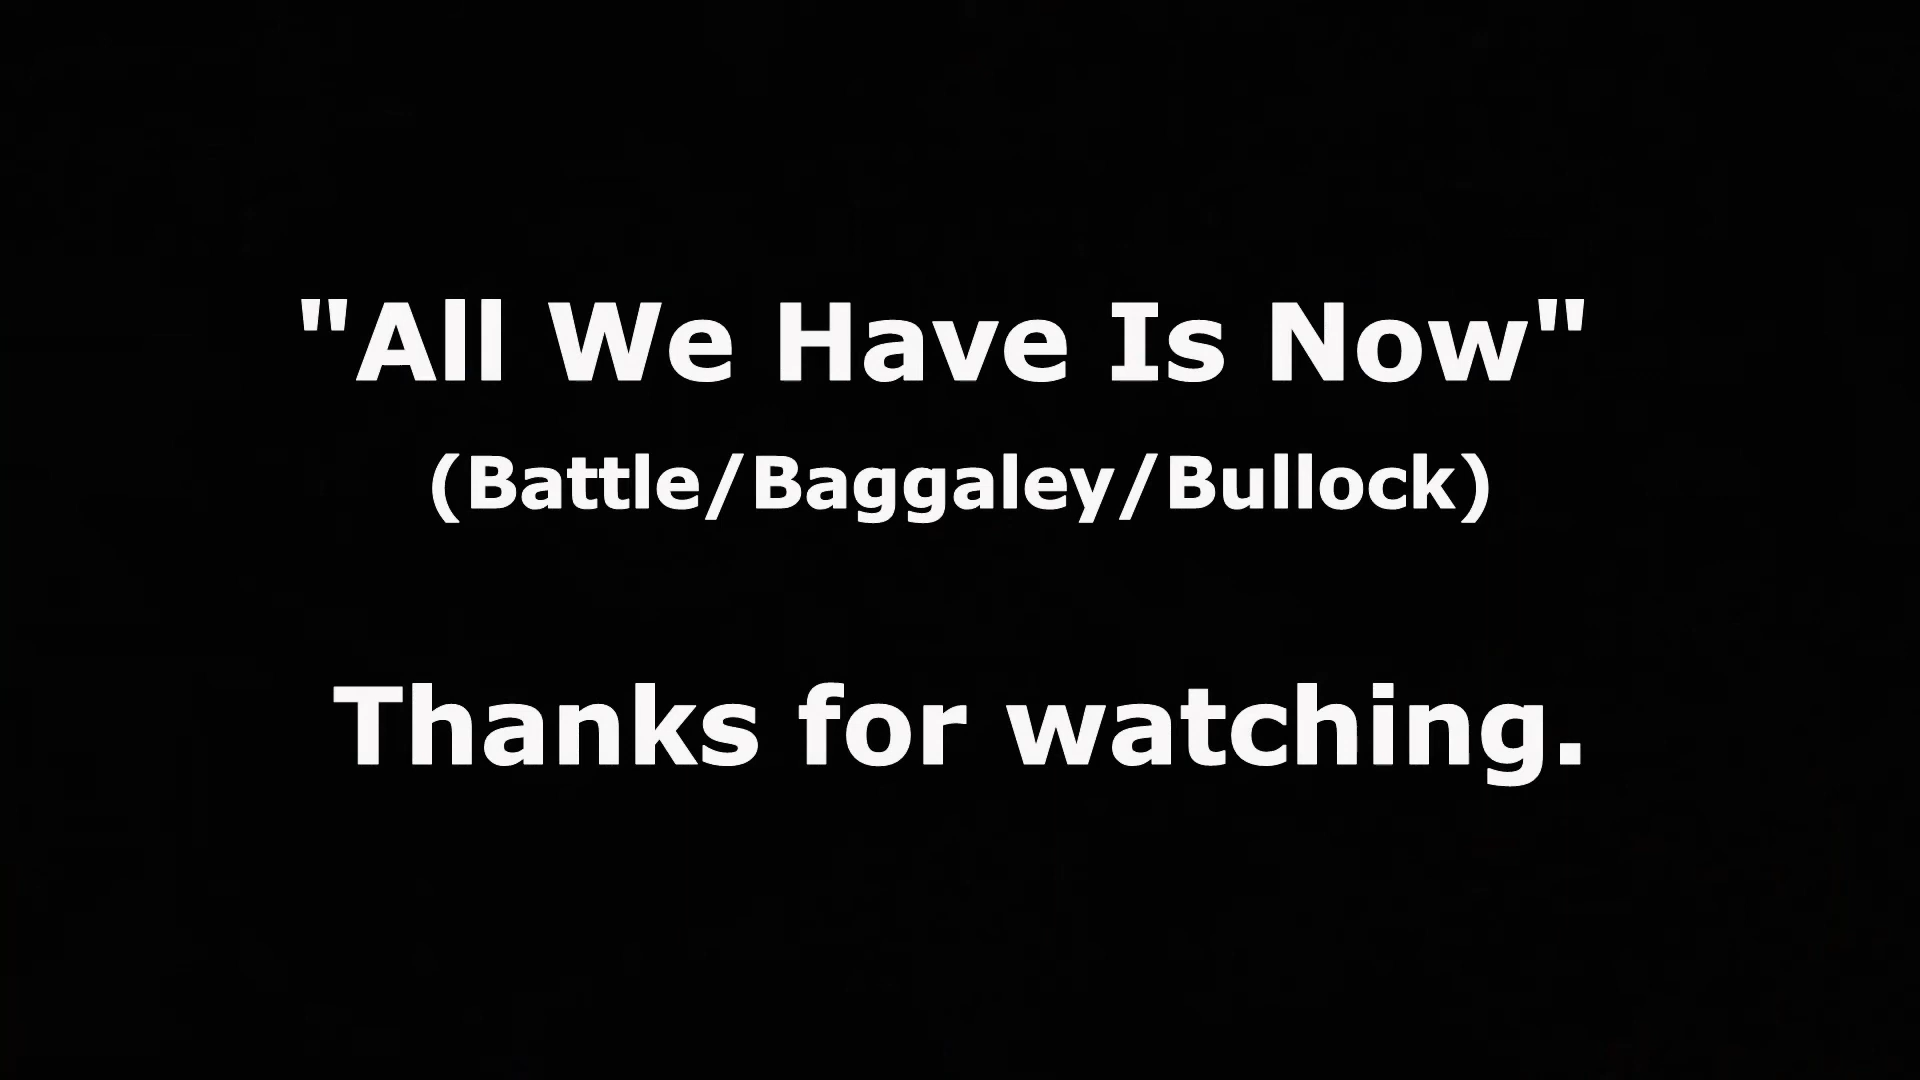 "All We Have Is Now"
(Battle/Baggaley/Bullock)
Thanks for watching.